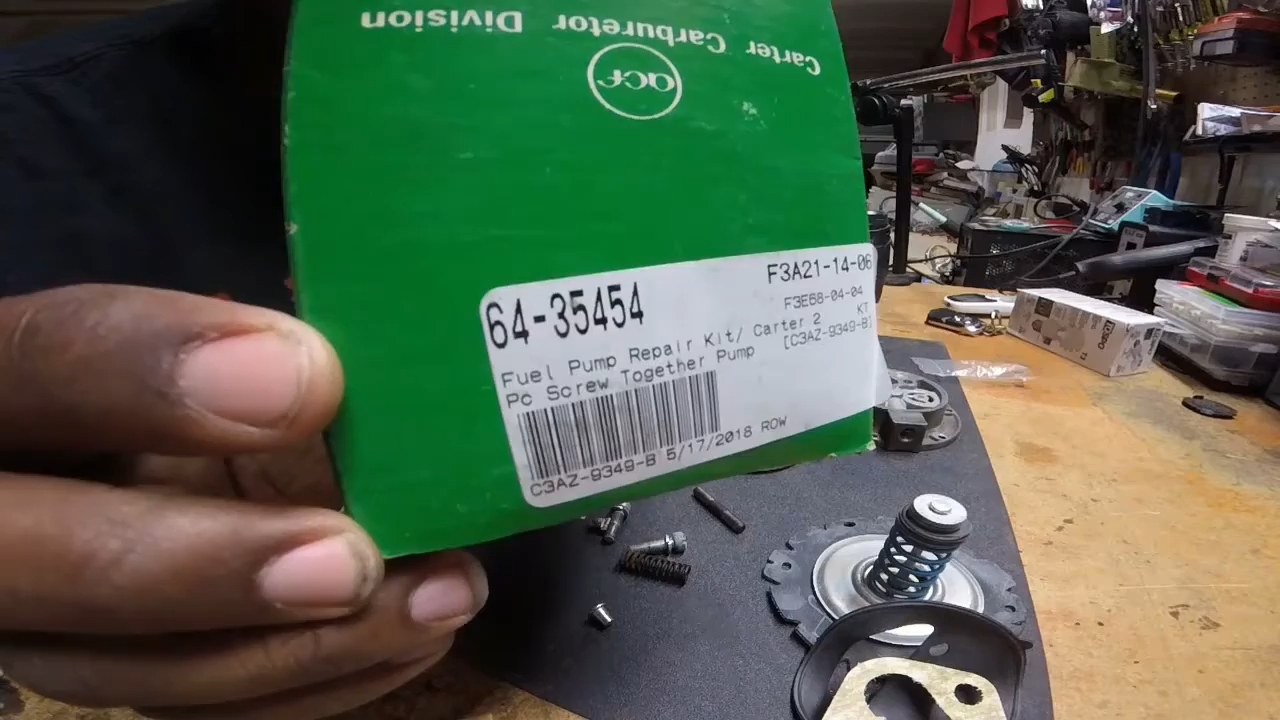 Carter Carburetor Division
acf
64-35454
F3A21-14-06
F3E68-04-04
Fuel Pump Repair Kit/ Carter 2 KT
Pc Screw Together Pump [C3AZ-9349-B]
C3AZ-9349-B 5/17/2018 ROW